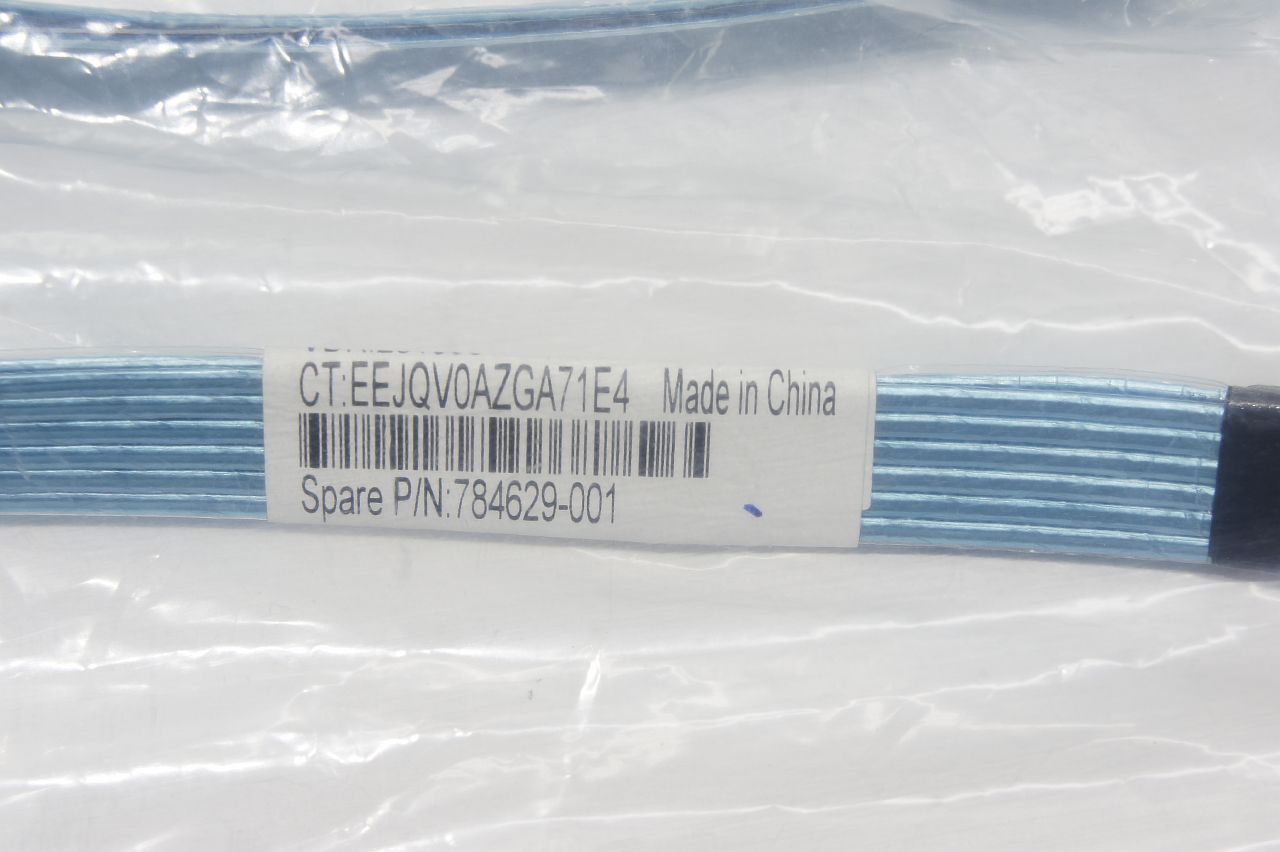 CT:EEJQV0AZGA71E4 Made in China
Spare P/N:784629-001